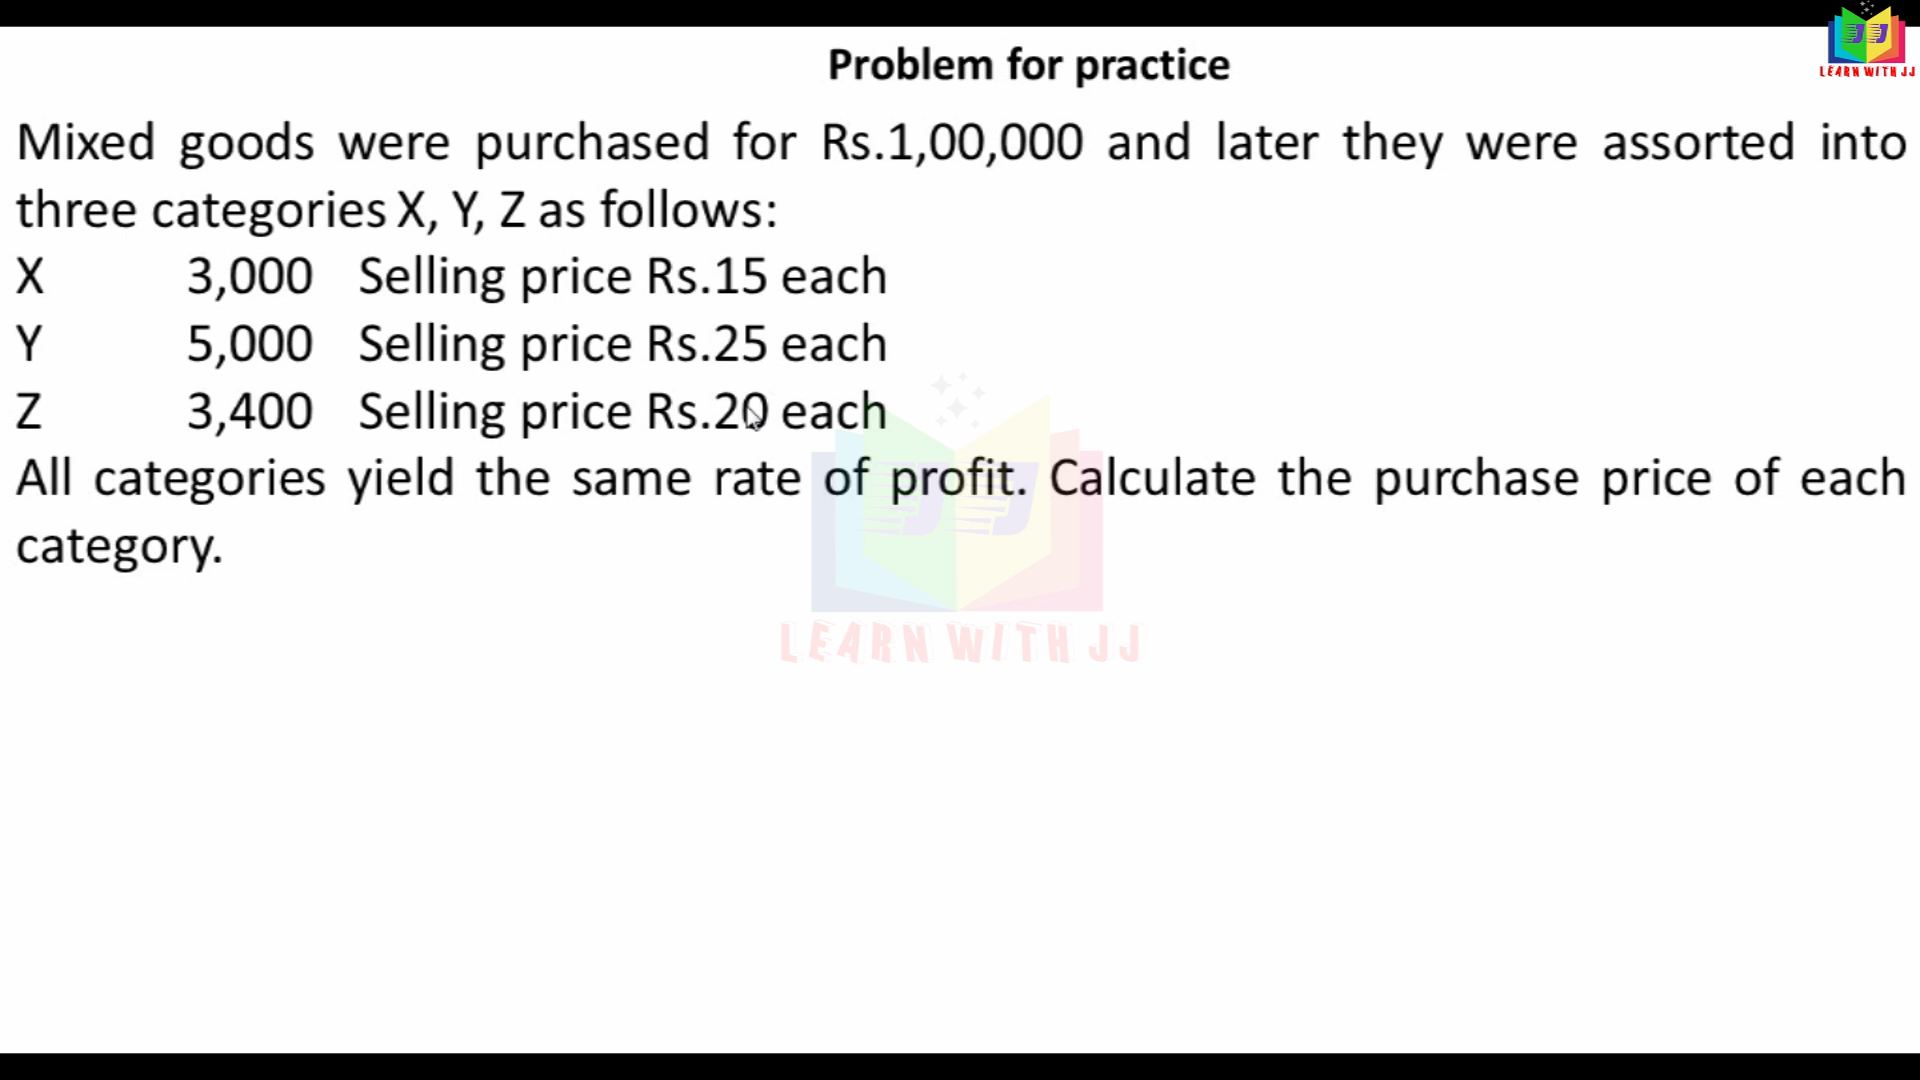 LEARN WITH JJ
Problem for practice
Mixed goods were purchased for Rs.1,00,000 and later they were assorted into
three categories X, Y, Z as follows:
X 3,000 Selling price Rs.15 each
Y 5,000 Selling price Rs.25 each
Z 3,400 Selling price Rs.20 each
All categories yield the same rate of profit. Calculate the purchase price of each
category.
JJ
LEARN WITH JJ